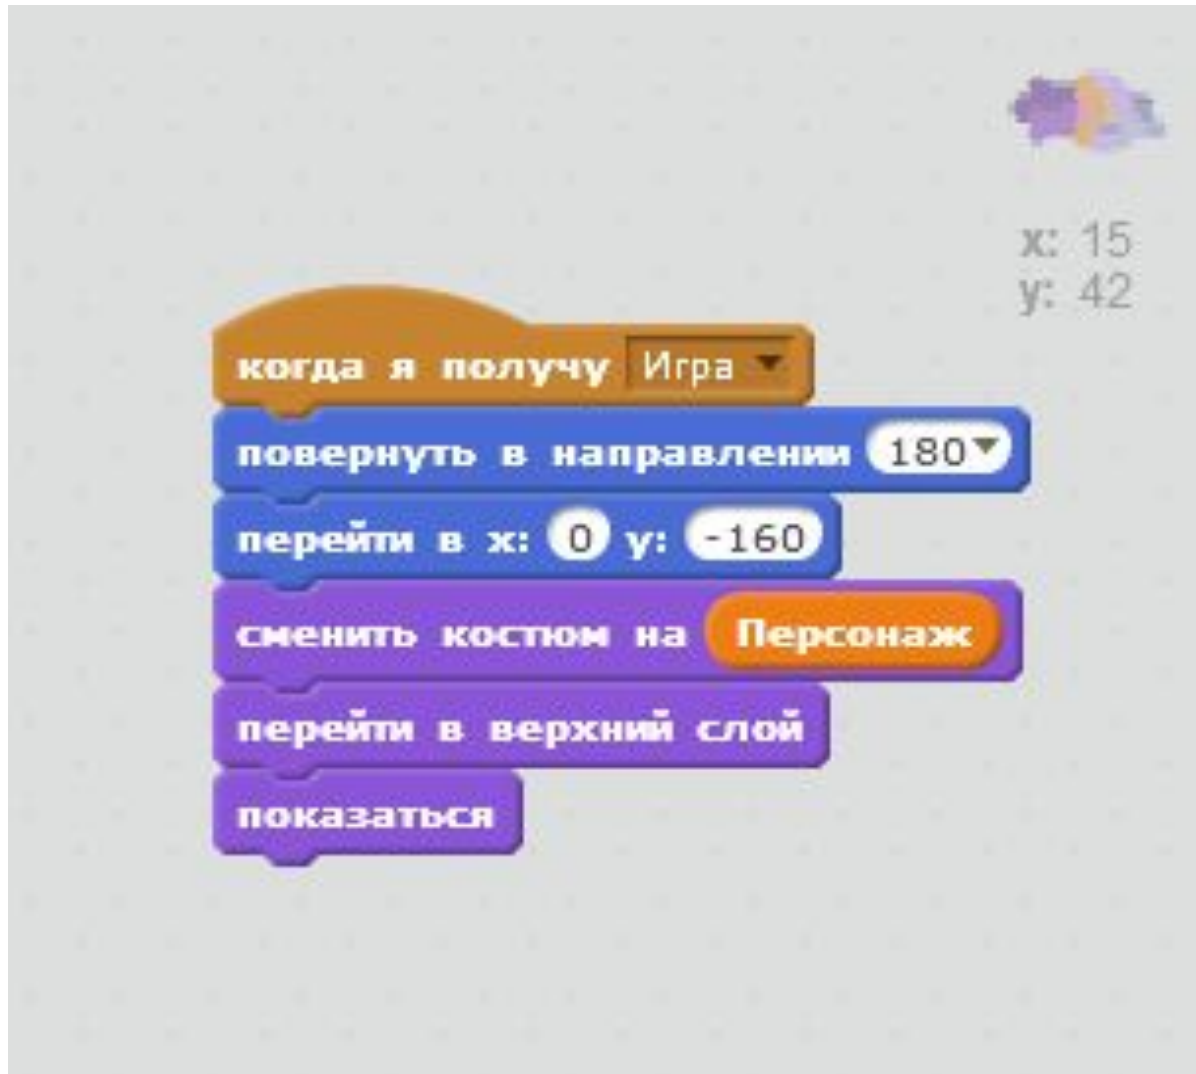 x: 15
y: 42
когда я получу Игра
повернуть в направлении 180
перейти в x: 0 y: -160
сменить костюм на Персонаж
перейти в верхний слой
показаться